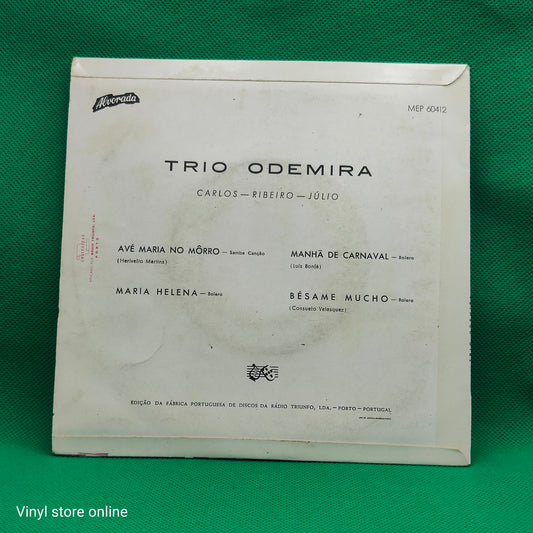 Alvorada
MEP 60412
TRIO ODEMIRA
CARLOS — RIBEIRO — JÚLIO
AVÉ MARIA NO MÔRRO — Samba Canção
(Herivelto Martins)
MANHÃ DE CARNAVAL — Bolero
(Luis Bonfá)
MARIA HELENA — Bolero
BÉSAME MUCHO — Bolero
(Consuelo Velasquez)
EDIÇÃO DA FÁBRICA PORTUGUESA DE DISCOS DA RÁDIO TRIUNFO, LDA. — PORTO — PORTUGAL
Vinyl store online